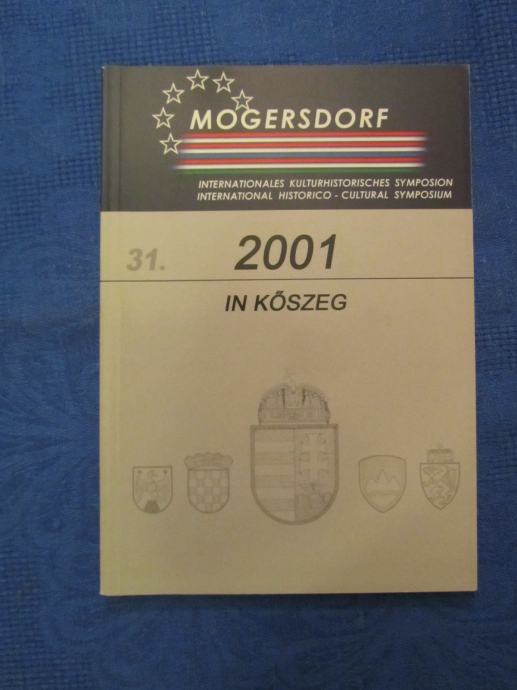 MOGERSDORF
INTERNATIONALES KULTURHISTORISCHES SYMPOSION
INTERNATIONAL HISTORICO - CULTURAL SYMPOSIUM
31. 2001
IN KŐSZEG